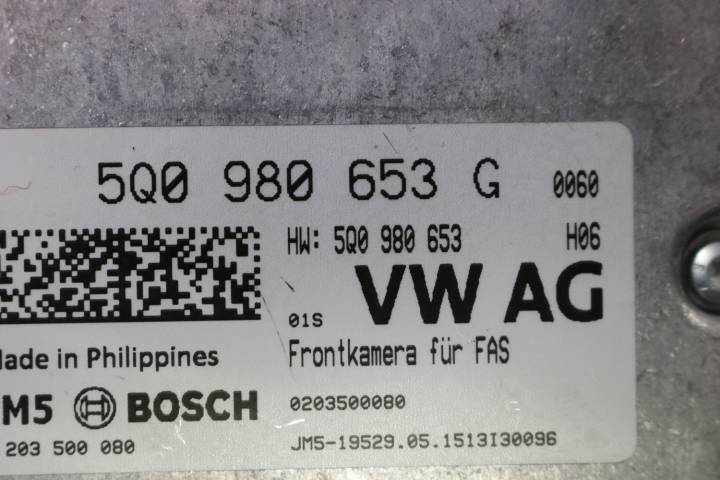 5Q0 980 653 G 0060
HW: 5Q0 980 653 H06
01S VW AG
Made in Philippines Frontkamera für FAS
M5 BOSCH 0203500080
203 500 080 JM5-19529.05.1513I30096